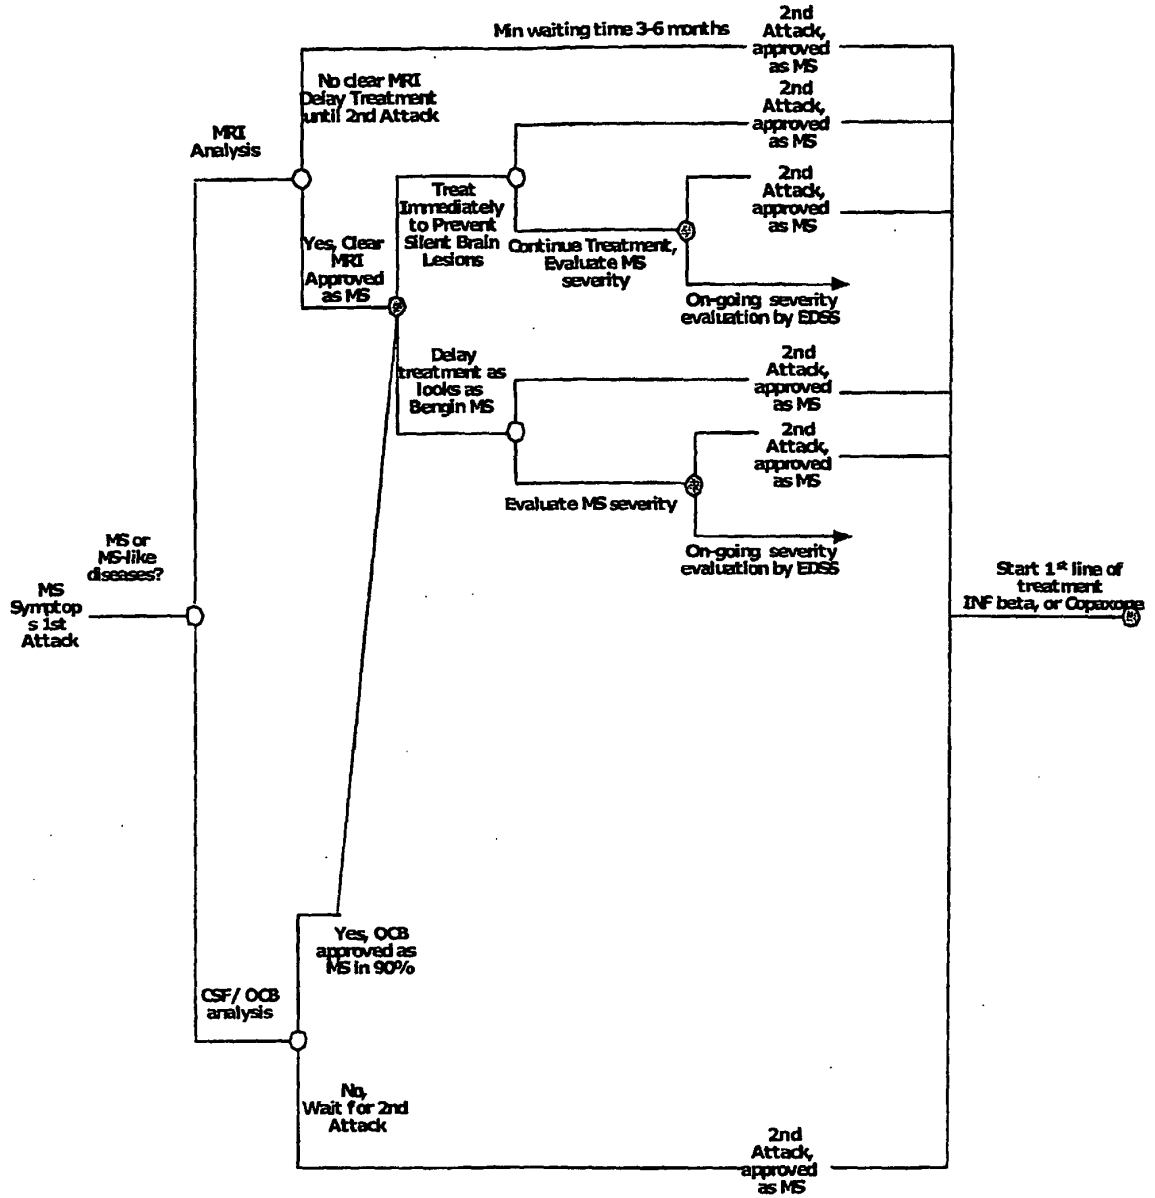 Min waiting time 3-6 months
2nd
Attack,
approved
as MS
No clear MRI
Delay Treatment
until 2nd Attack
2nd
Attack,
approved
as MS
MRI
Analysis
2nd
Attack,
approved
as MS
Treat
Immediately
to Prevent
Silent Brain
Lesions
Yes, Clear
MRI
Approved
as MS
Continue Treatment,
Evaluate MS
severity
On-going severity
evaluation by EDSS
Delay
treatment as
looks as
Bengin MS
2nd
Attack,
approved
as MS
2nd
Attack,
approved
as MS
Evaluate MS severity
On-going severity
evaluation by EDSS
MS or
MS-like
diseases?
MS
Symptop
s 1st
Attack
Start 1st line of
treatment
INF beta, or Copaxope
Yes, OCB
approved as
MS in 90%
CSF/ OCB
analysis
No,
Wait for 2nd
Attack
2nd
Attack,
approved
as MS